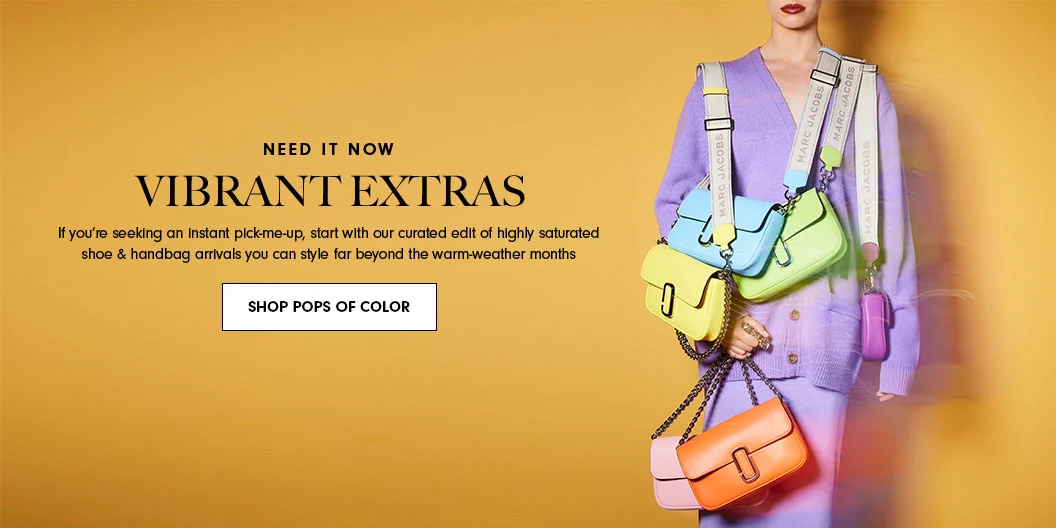 NEED IT NOW
VIBRANT EXTRAS
If you're seeking an instant pick-me-up, start with our curated edit of highly saturated
shoe & handbag arrivals you can style far beyond the warm-weather months
SHOP POPS OF COLOR
MARC JACOBS
MARC JACOBS
MARC JACOBS
MARC JACOBS